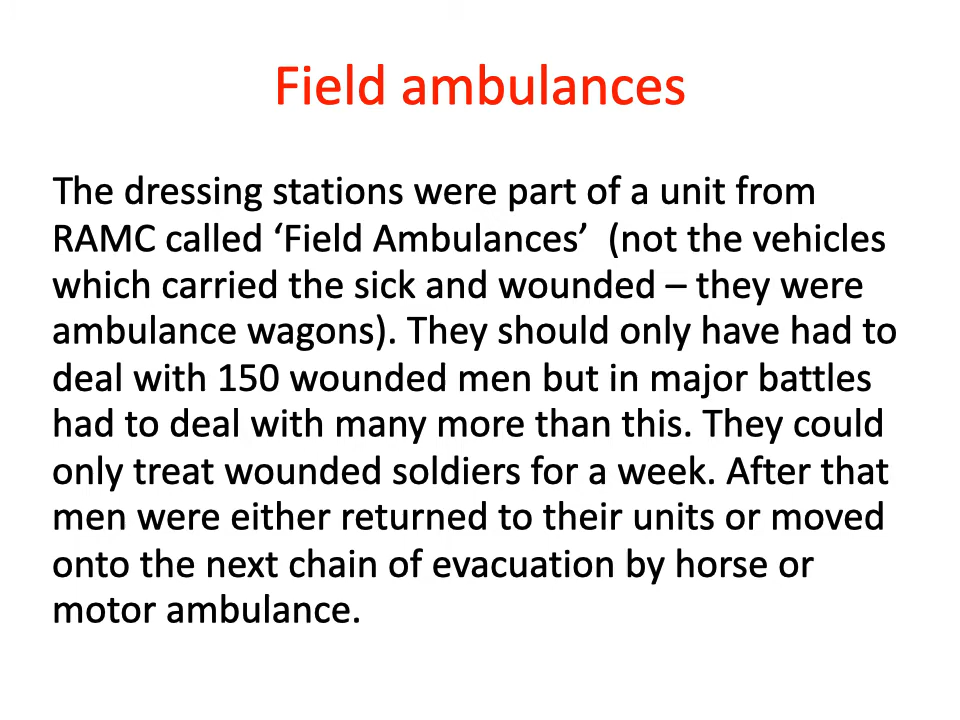 Field ambulances
The dressing stations were part of a unit from
RAMC called ‘Field Ambulances’  (not the vehicles
which carried the sick and wounded – they were
ambulance wagons). They should only have had to
deal with 150 wounded men but in major battles
had to deal with many more than this. They could
only treat wounded soldiers for a week. After that
men were either returned to their units or moved
onto the next chain of evacuation by horse or
motor ambulance.